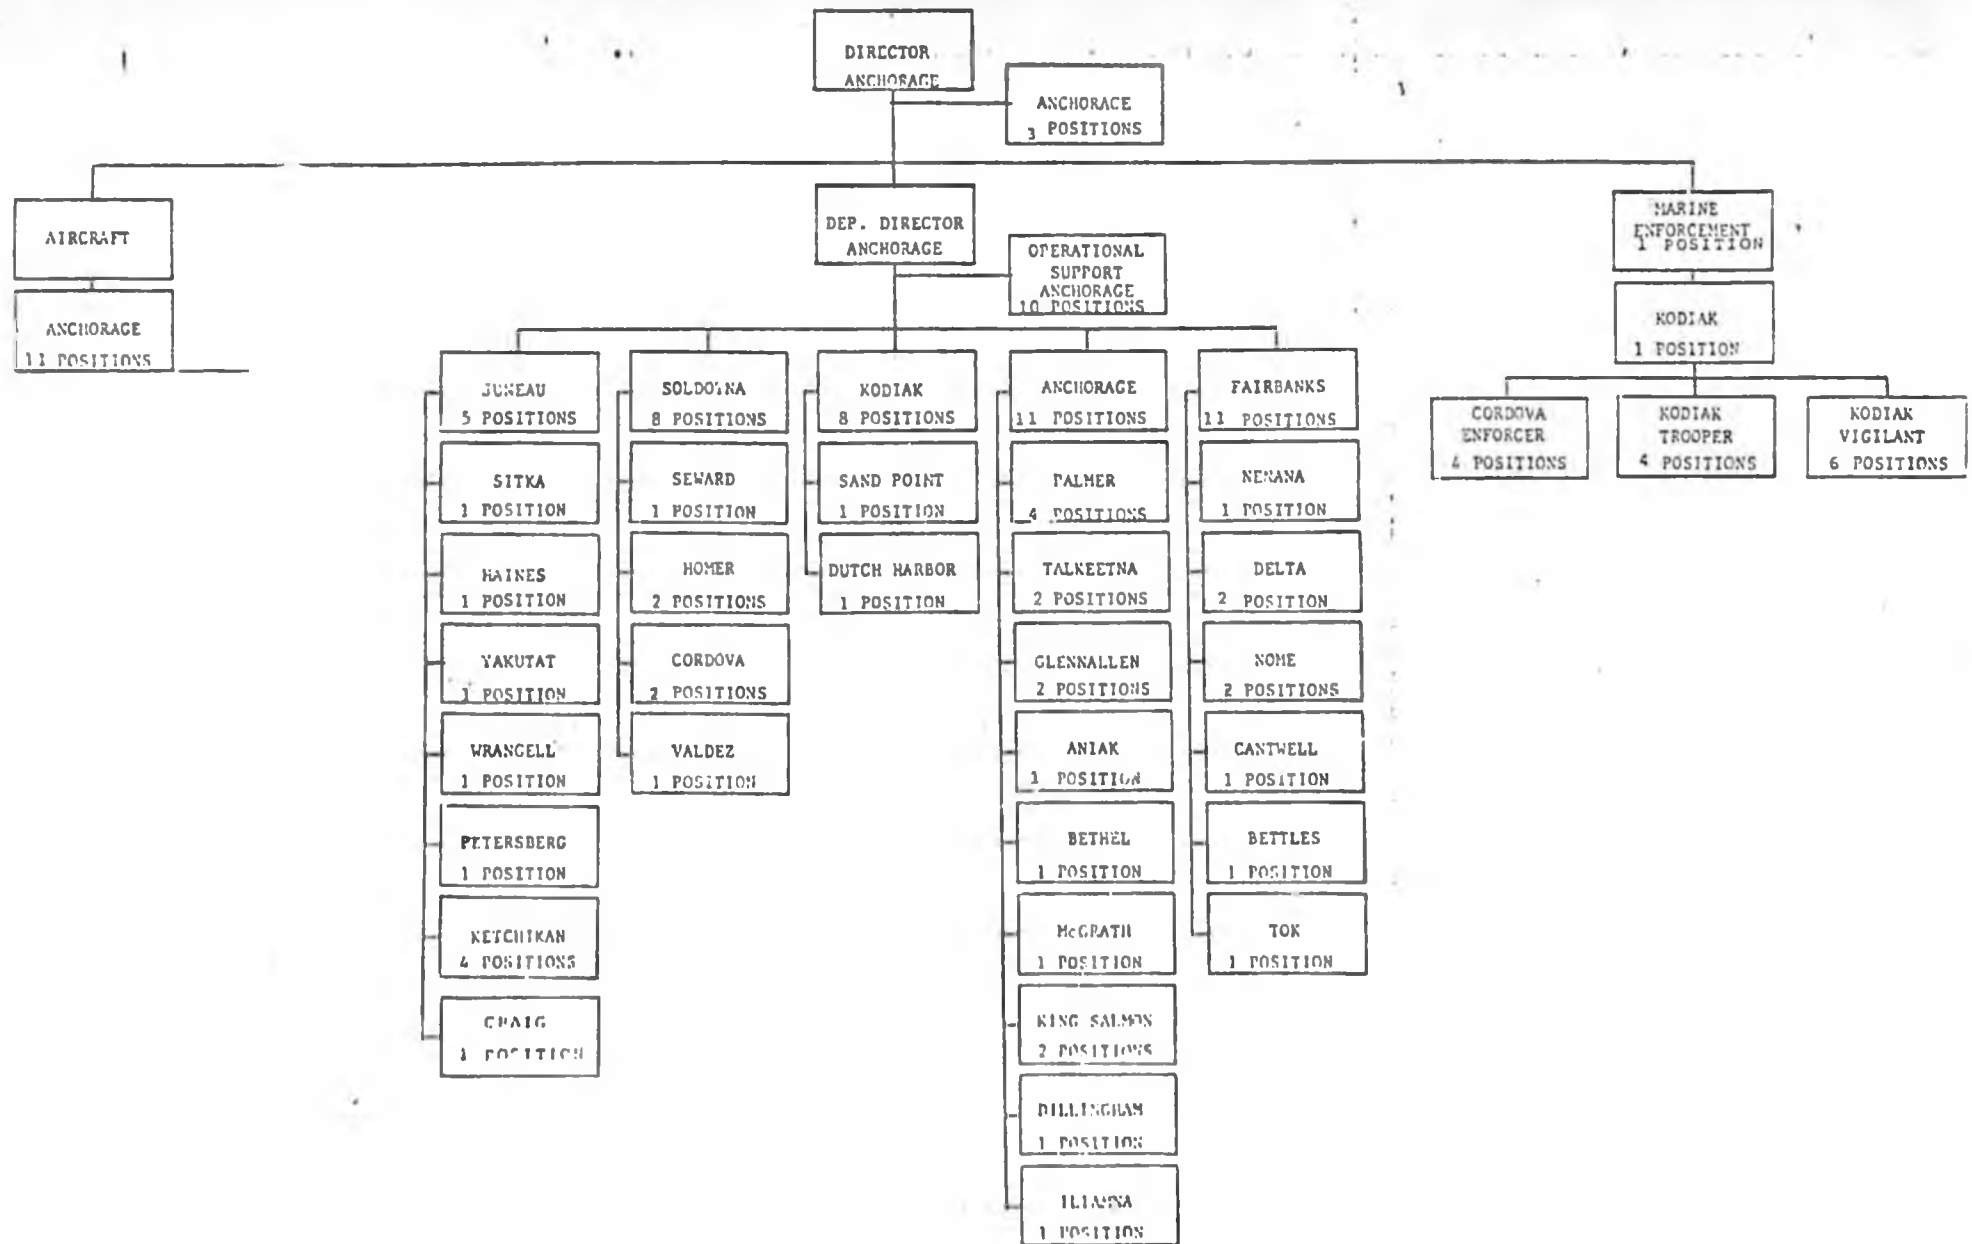 DIRECTOR
ANCHORAGE
ANCHORAGE
3 POSITIONS
AIRCRAFT
ANCHORAGE
11 POSITIONS
DEP. DIRECTOR
ANCHORAGE
OPERATIONAL
SUPPORT
ANCHORAGE
10 POSITIONS
MARINE
ENFORCEMENT
1 POSITION
KODIAK
1 POSITION
CORDOVA
ENFORCER
4 POSITIONS
KODIAK
TROOPER
4 POSITIONS
KODIAK
VIGILANT
6 POSITIONS
JUNEAU
5 POSITIONS
SITKA
1 POSITION
HAINES
1 POSITION
YAKUTAT
1 POSITION
WRANGELL
1 POSITION
PETERSBERG
1 POSITION
KETCHIKAN
4 POSITIONS
CRAIG
1 POSITION
SOLDOTNA
8 POSITIONS
SEWARD
1 POSITION
HOMER
2 POSITIONS
CORDOVA
2 POSITIONS
VALDEZ
1 POSITION
KODIAK
8 POSITIONS
SAND POINT
1 POSITION
DUTCH HARBOR
1 POSITION
ANCHORAGE
11 POSITIONS
PALMER
4 POSITIONS
TALKEETNA
2 POSITIONS
GLENNALLEN
2 POSITIONS
ANIAK
1 POSITION
BETHEL
1 POSITION
McGRATH
1 POSITION
KING SALMON
2 POSITIONS
DILLINGHAM
1 POSITION
ILIAMNA
1 POSITION
FAIRBANKS
11 POSITIONS
NENANA
1 POSITION
DELTA
2 POSITION
NOME
2 POSITIONS
CANTWELL
1 POSITION
BETTLES
1 POSITION
TOK
1 POSITION